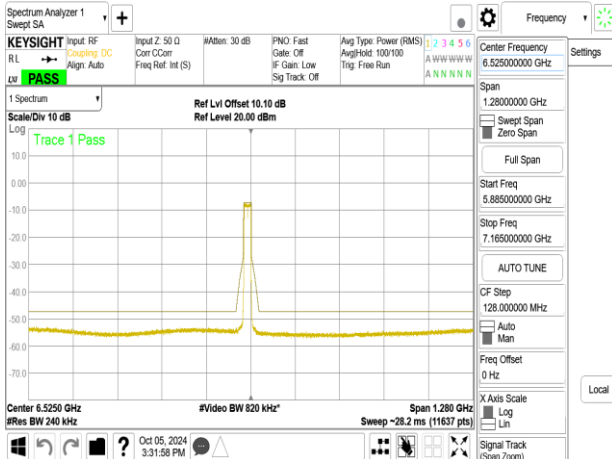 Spectrum Analyzer 1
Swept SA
+
Frequency
KEYSIGHT
RL
LXI
PASS
Input: RF
Coupling: DC
Align: Auto
Input Z: 50 Ω
Corr CCorr
Freq Ref: Int (S)
#Atten: 30 dB
PNO: Fast
Gate: Off
IF Gain: Low
Sig Track: Off
Avg Type: Power (RMS)
Avg|Hold: 100/100
Trig: Free Run
1 2 3 4 5 6
A W W W W W
A N N N N N
1 Spectrum
Scale/Div 10 dB
Ref Lvl Offset 10.10 dB
Ref Level 20.00 dBm
Log
Trace 1 Pass
10.0
0.00
-10.0
-20.0
-30.0
-40.0
-50.0
-60.0
-70.0
Center 6.5250 GHz
#Video BW 820 kHz*
Span 1.280 GHz
#Res BW 240 kHz
Sweep ~28.2 ms (11637 pts)
?
Oct 05, 2024
3:31:58 PM
Center Frequency
6.525000000 GHz
Settings
Span
1.28000000 GHz
Swept Span
Zero Span
Full Span
Start Freq
5.885000000 GHz
Stop Freq
7.165000000 GHz
AUTO TUNE
CF Step
128.000000 MHz
Auto
Man
Freq Offset
0 Hz
Local
X Axis Scale
Log
Lin
Signal Track
(Span Zoom)